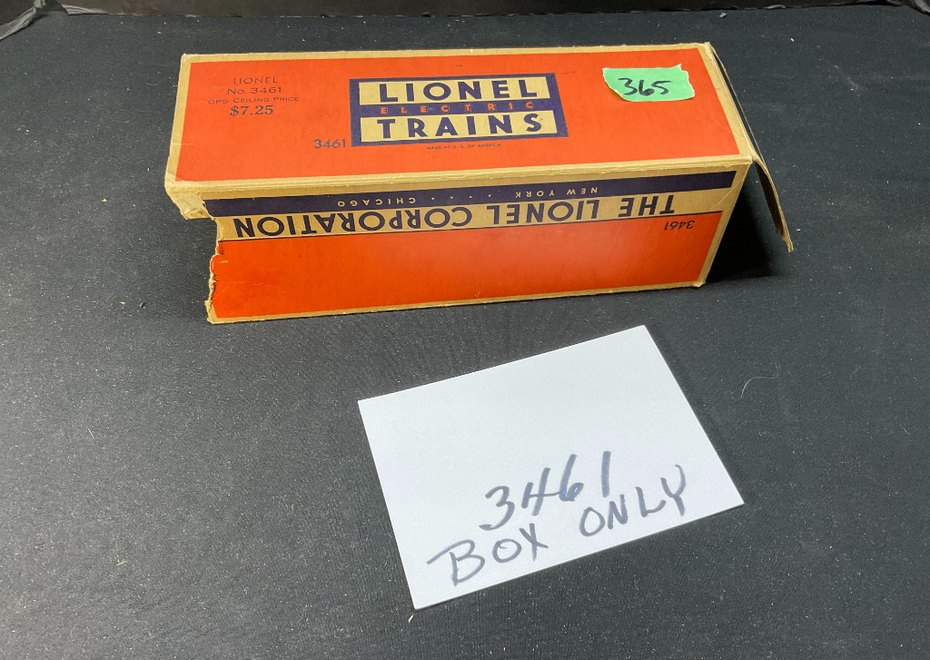 LIONEL
No. 3461
OPS CEILING PRICE
$7.25
3461
LIONEL
ELECTRIC
TRAINS
MADE IN U. S. OF AMERICA
365
3461
THE LIONEL CORPORATION
NEW YORK · · · · · CHICAGO
3461
BOX ONLY